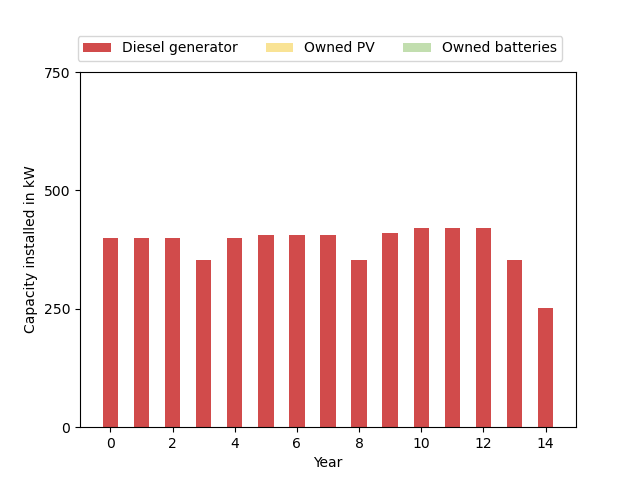 Diesel generator Owned PV Owned batteries
750
500
250
0
Capacity installed in kW
0 2 4 6 8 10 12 14
Year